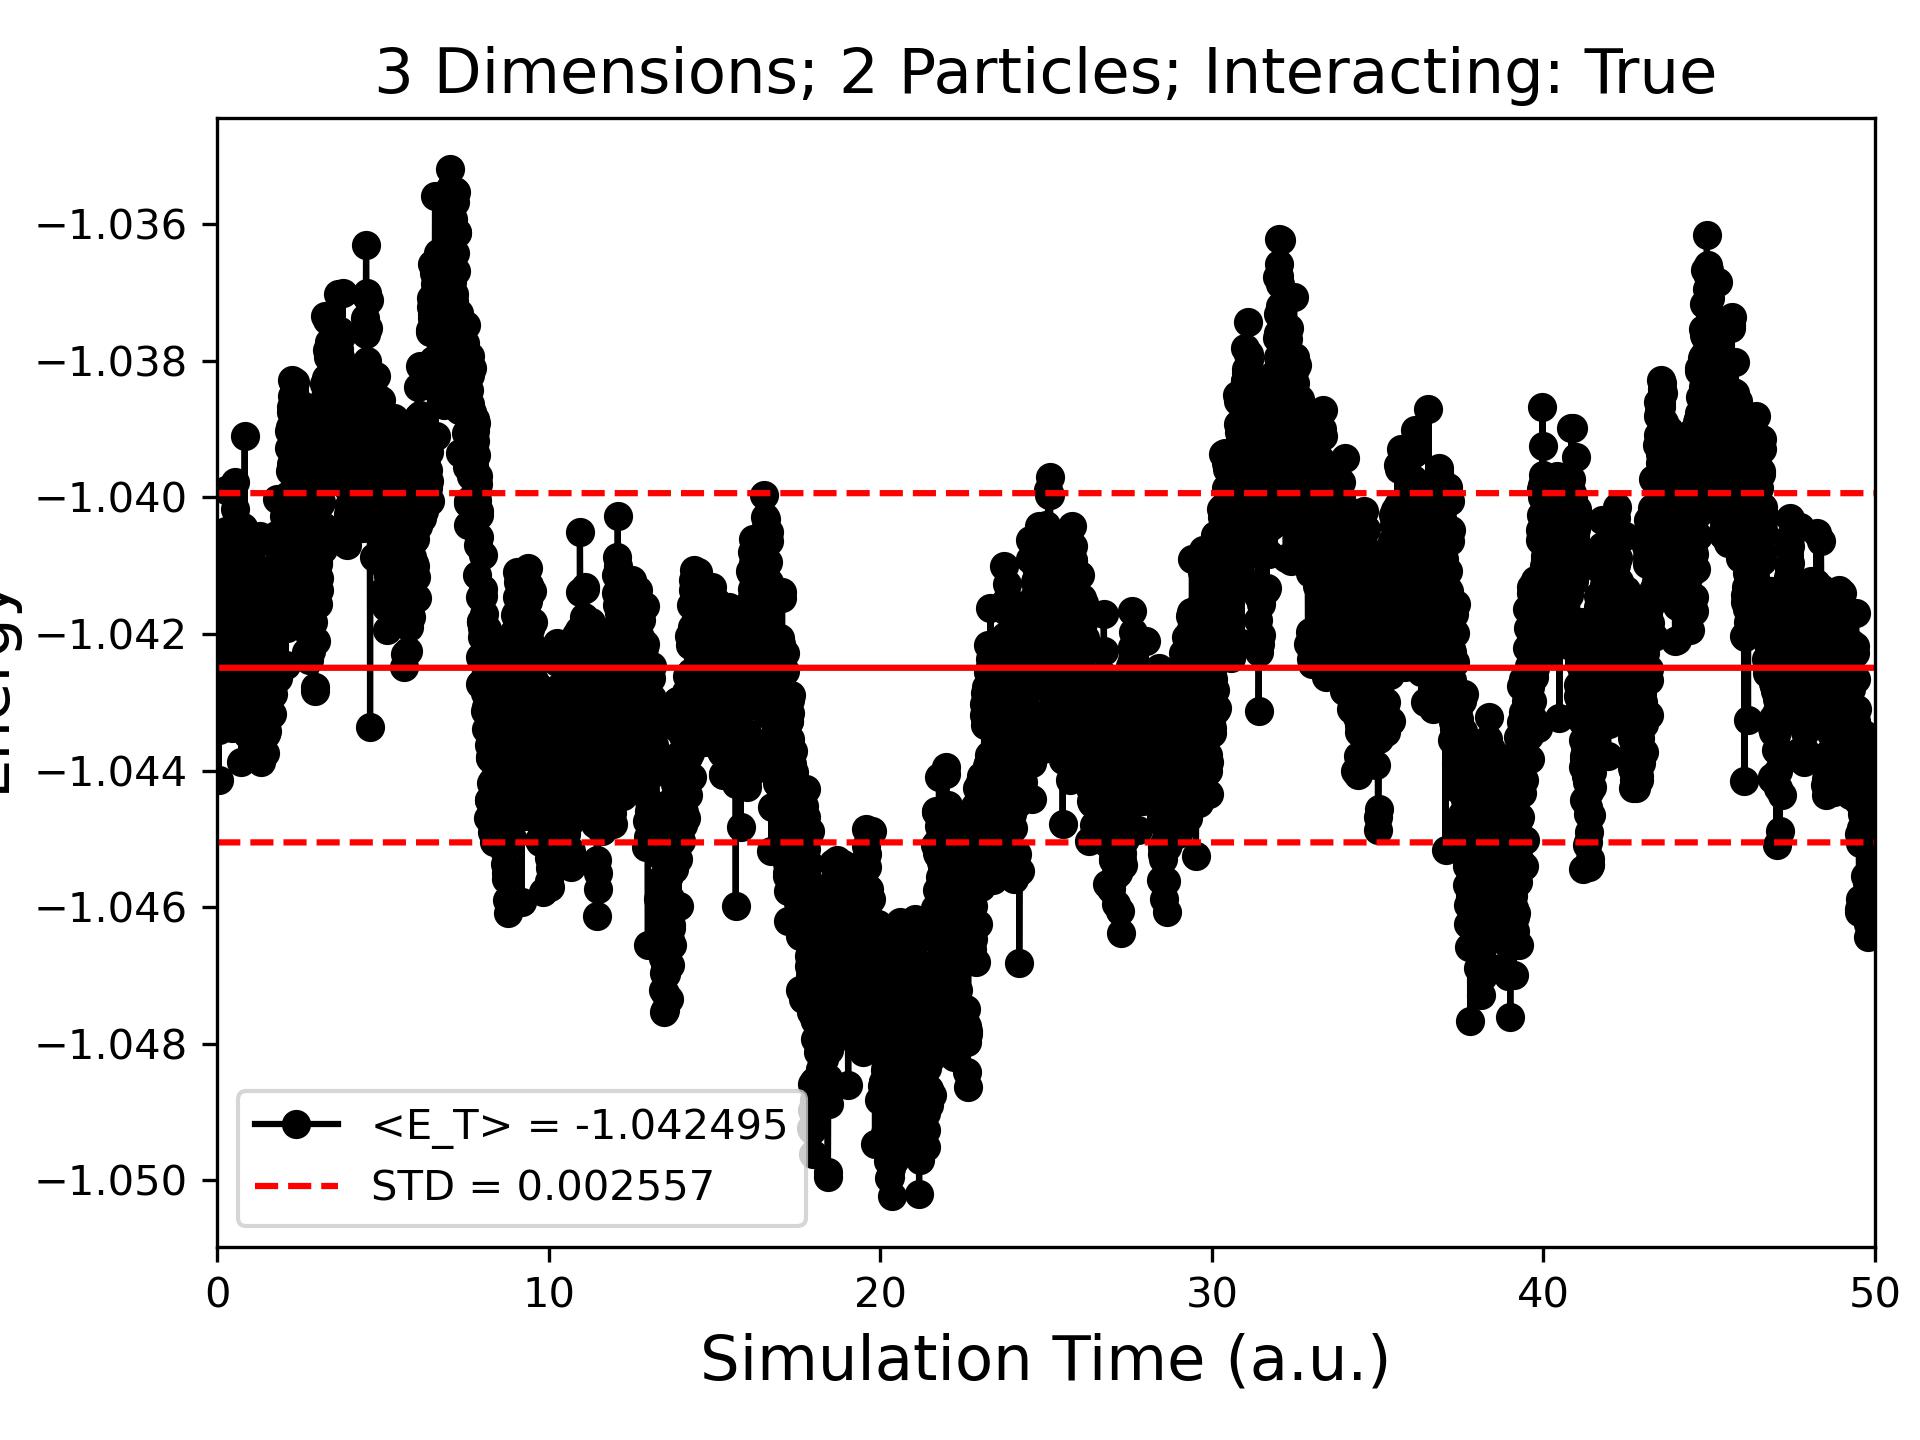 3 Dimensions; 2 Particles; Interacting: True
Energy
−1.036
−1.038
−1.040
−1.042
−1.044
−1.046
−1.048
−1.050
<E_T> = -1.042495
STD = 0.002557
0 10 20 30 40 50
Simulation Time (a.u.)